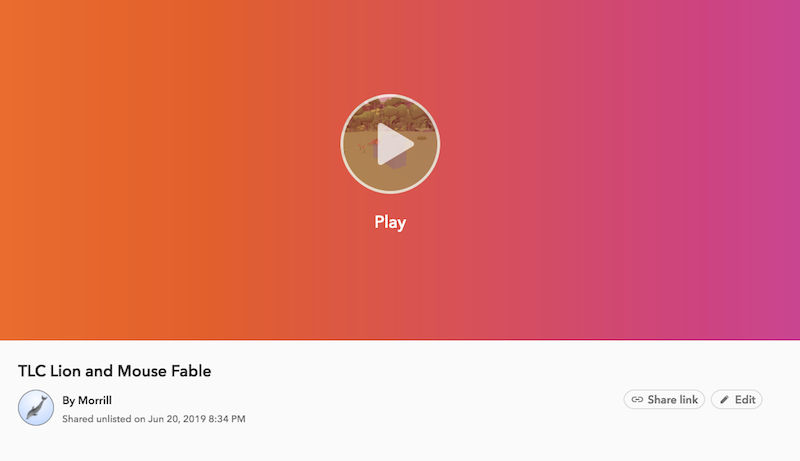 Play
TLC Lion and Mouse Fable
By Morrill
Shared unlisted on Jun 20, 2019 8:34 PM
Share link
Edit